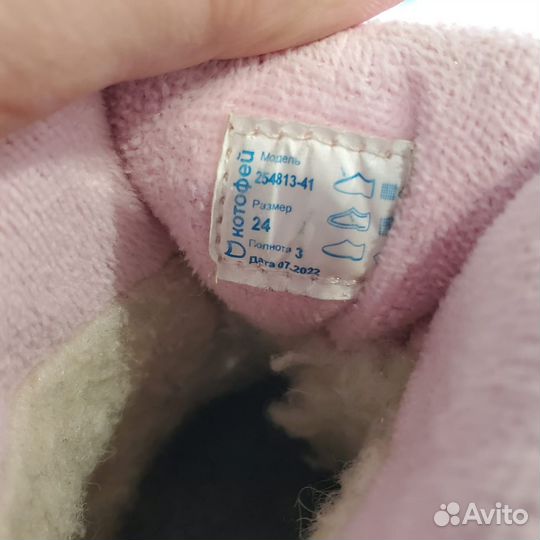 котофей
Модель
254813-41
Размер
24
Полнота 3
Дата 07.2022
Avito